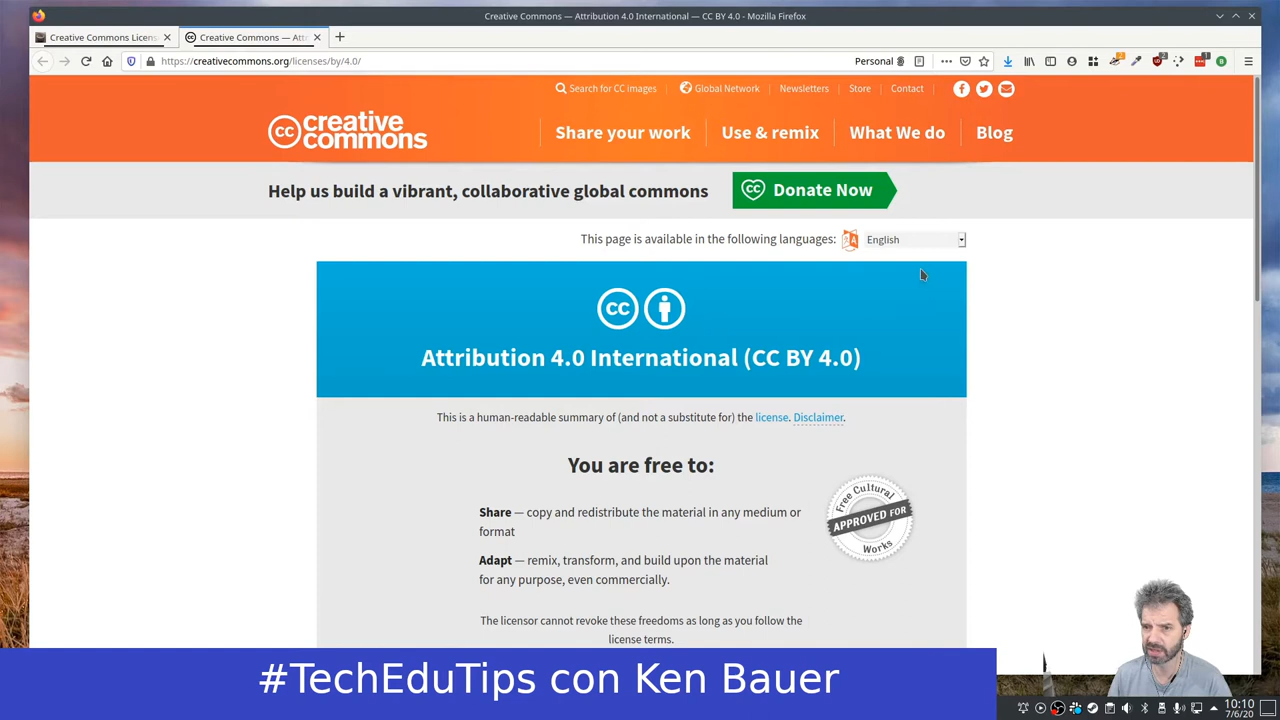 Creative Commons — Attribution 4.0 International — CC BY 4.0 - Mozilla Firefox
Creative Commons Licens
Creative Commons — Att
https://creativecommons.org/licenses/by/4.0/
Personal
Search for CC images
Global Network
Newsletters
Store
Contact
cc creative
commons
Share your work
Use & remix
What We do
Blog
Help us build a vibrant, collaborative global commons
Donate Now
This page is available in the following languages:
English
Attribution 4.0 International (CC BY 4.0)
This is a human-readable summary of (and not a substitute for) the license. Disclaimer.
You are free to:
Share — copy and redistribute the material in any medium or
format
Adapt — remix, transform, and build upon the material
for any purpose, even commercially.
Free Cultural
APPROVED FOR
Works
The licensor cannot revoke these freedoms as long as you follow the
license terms.
#TechEduTips con Ken Bauer
10:10
7/6/20